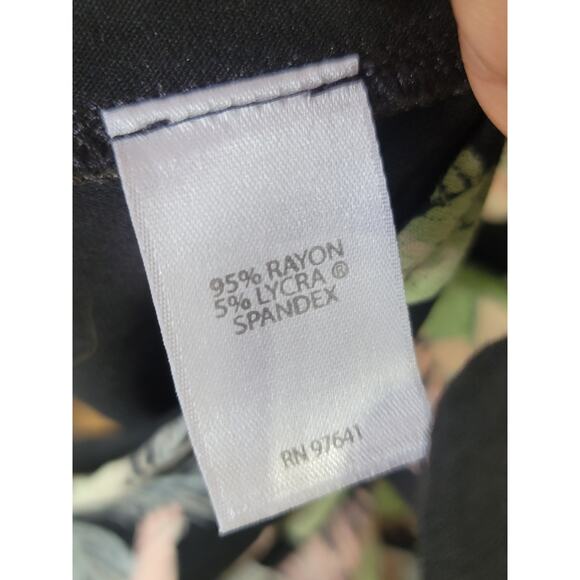 95% RAYON
5% LYCRA ®
SPANDEX
RN 97641